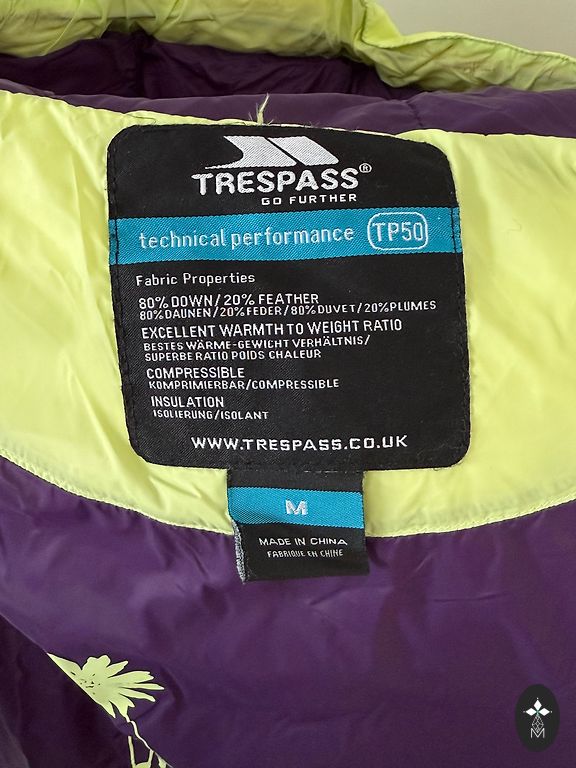 TRESPASS®
GO FURTHER
technical performance TP50
Fabric Properties
80% DOWN / 20% FEATHER
80% DAUNEN / 20% FEDER / 80% DUVET / 20% PLUMES
EXCELLENT WARMTH TO WEIGHT RATIO
BESTES WÄRME-GEWICHT VERHÄLTNIS/
SUPERBE RATIO POIDS CHALEUR
COMPRESSIBLE
KOMPRIMIERBAR/COMPRESSIBLE
INSULATION
ISOLIERUNG/ISOLANT
WWW.TRESPASS.CO.UK
M
MADE IN CHINA
FABRIQUE EN CHINE
M